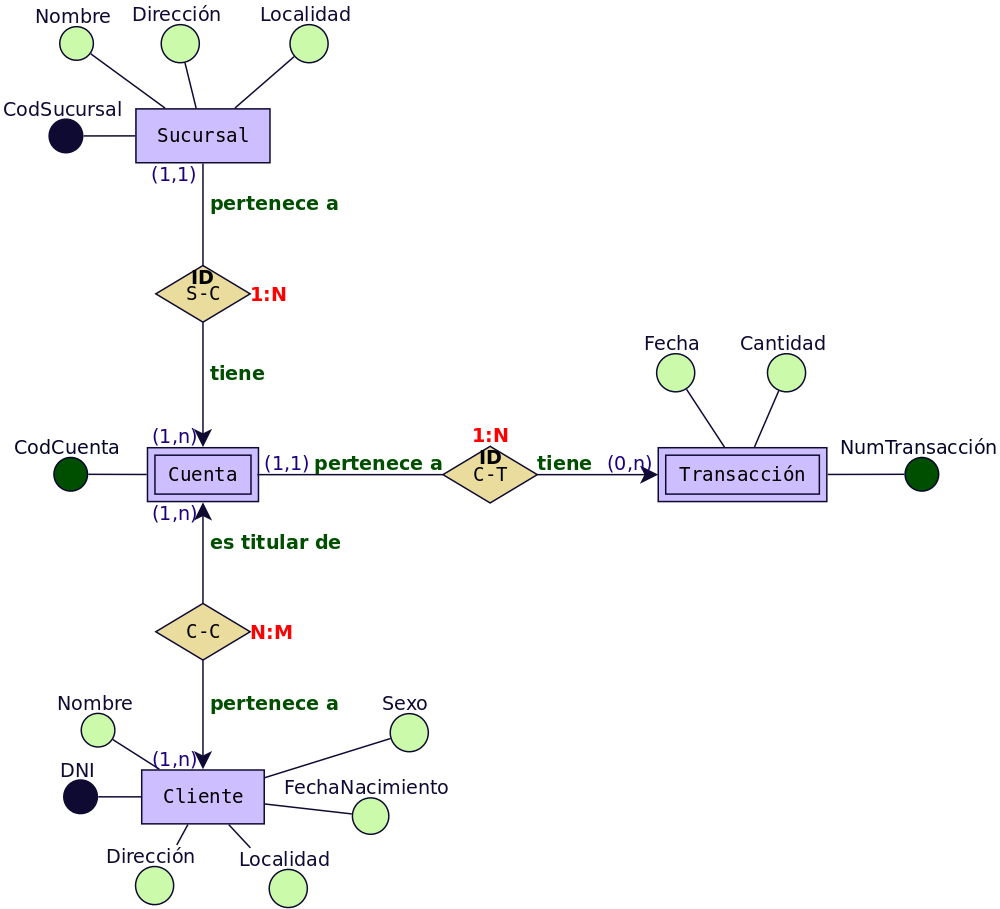 Nombre
Dirección
Localidad
CodSucursal
Sucursal
(1,1)
pertenece a
ID
S-C
1:N
tiene
Fecha
Cantidad
CodCuenta
(1,n)
Cuenta
(1,1)
pertenece a
1:N
ID
C-T
tiene
(0,n)
Transacción
NumTransacción
(1,n)
es titular de
C-C
N:M
pertenece a
Nombre
Sexo
DNI
(1,n)
Cliente
FechaNacimiento
Dirección
Localidad